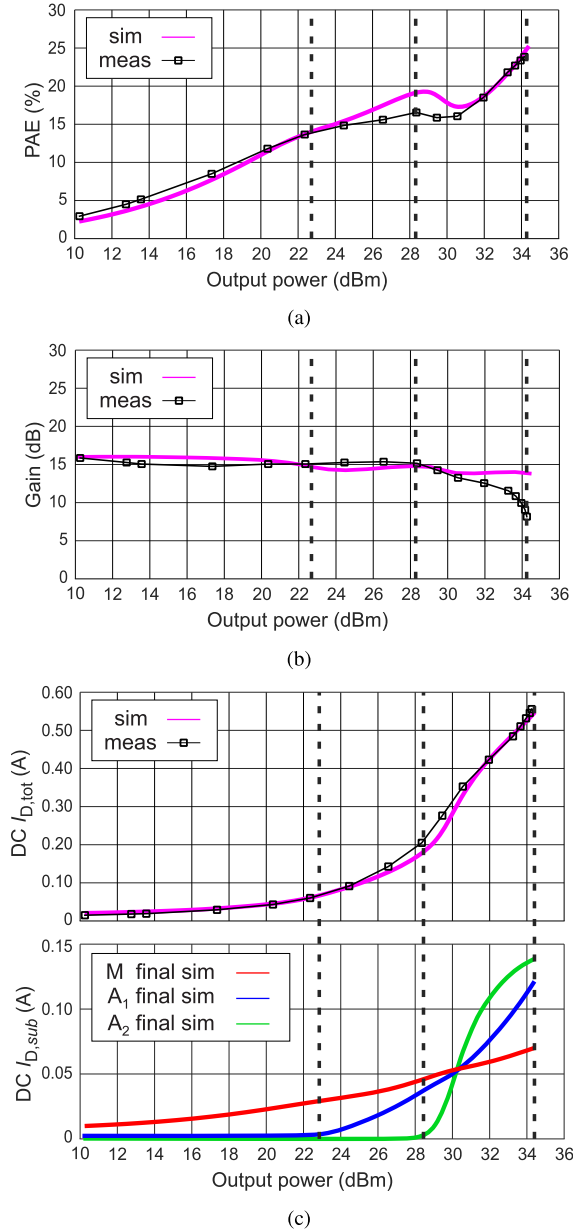 30
25
20
15
10
5
0
PAE (%)
sim
meas
10 12 14 16 18 20 22 24 26 28 30 32 34 36
Output power (dBm)
(a)
30
25
20
15
10
5
0
Gain (dB)
sim
meas
10 12 14 16 18 20 22 24 26 28 30 32 34 36
Output power (dBm)
(b)
0.60
0.50
0.40
0.30
0.20
0.10
0
DC I_D,tot (A)
sim
meas
0.15
0.10
0.05
0
DC I_D,sub (A)
M final sim
A₁ final sim
A₂ final sim
10 12 14 16 18 20 22 24 26 28 30 32 34 36
Output power (dBm)
(c)